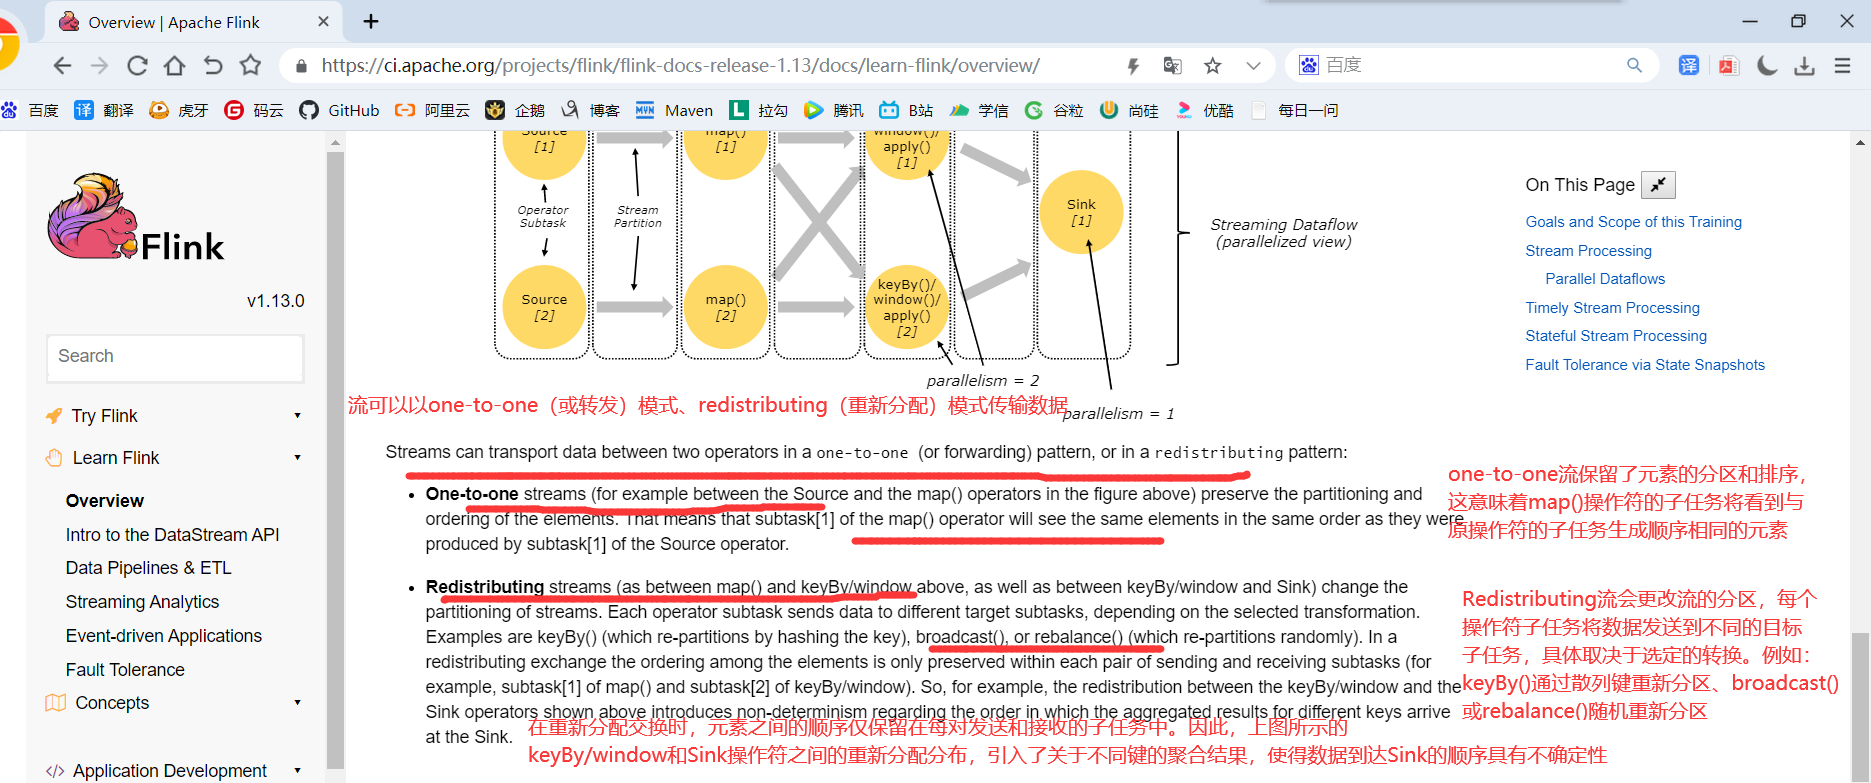 Overview | Apache Flink
https://ci.apache.org/projects/flink/flink-docs-release-1.13/docs/learn-flink/overview/
百度
译
百度
译 翻译
虎牙
码云
GitHub
阿里云
企鹅
博客
Maven
拉勾
腾讯
B站
学信
谷粒
尚硅
优酷
每日一问
Flink
v1.13.0
Search
Try Flink
Learn Flink
Overview
Intro to the DataStream API
Data Pipelines & ETL
Streaming Analytics
Event-driven Applications
Fault Tolerance
Concepts
Application Development
Source
[1]
map()
[1]
window()/
apply()
[1]
Operator
Subtask
Stream
Partition
Sink
[1]
Streaming Dataflow
(parallelized view)
Source
[2]
map()
[2]
keyBy()/
window()/
apply()
[2]
parallelism = 2
parallelism = 1
流可以以one-to-one（或转发）模式、redistributing（重新分配）模式传输数据
Streams can transport data between two operators in a one-to-one (or forwarding) pattern, or in a redistributing pattern:
• One-to-one streams (for example between the Source and the map() operators in the figure above) preserve the partitioning and
ordering of the elements. That means that subtask[1] of the map() operator will see the same elements in the same order as they were
produced by subtask[1] of the Source operator.
one-to-one流保留了元素的分区和排序，
这意味着map()操作符的子任务将看到与
原操作符的子任务生成顺序相同的元素
• Redistributing streams (as between map() and keyBy/window above, as well as between keyBy/window and Sink) change the
partitioning of streams. Each operator subtask sends data to different target subtasks, depending on the selected transformation.
Examples are keyBy() (which re-partitions by hashing the key), broadcast(), or rebalance() (which re-partitions randomly). In a
redistributing exchange the ordering among the elements is only preserved within each pair of sending and receiving subtasks (for
example, subtask[1] of map() and subtask[2] of keyBy/window). So, for example, the redistribution between the keyBy/window and the
Sink operators shown above introduces non-determinism regarding the order in which the aggregated results for different keys arrive
at the Sink.
Redistributing流会更改流的分区，每个
操作符子任务将数据发送到不同的目标
子任务，具体取决于选定的转换。例如：
keyBy()通过散列键重新分区、broadcast()
或rebalance()随机重新分区
在重新分配交换时，元素之间的顺序仅保留在每对发送和接收的子任务中。因此，上图所示的
keyBy/window和Sink操作符之间的重新分配分布，引入了关于不同键的聚合结果，使得数据到达Sink的顺序具有不确定性
On This Page
Goals and Scope of this Training
Stream Processing
Parallel Dataflows
Timely Stream Processing
Stateful Stream Processing
Fault Tolerance via State Snapshots